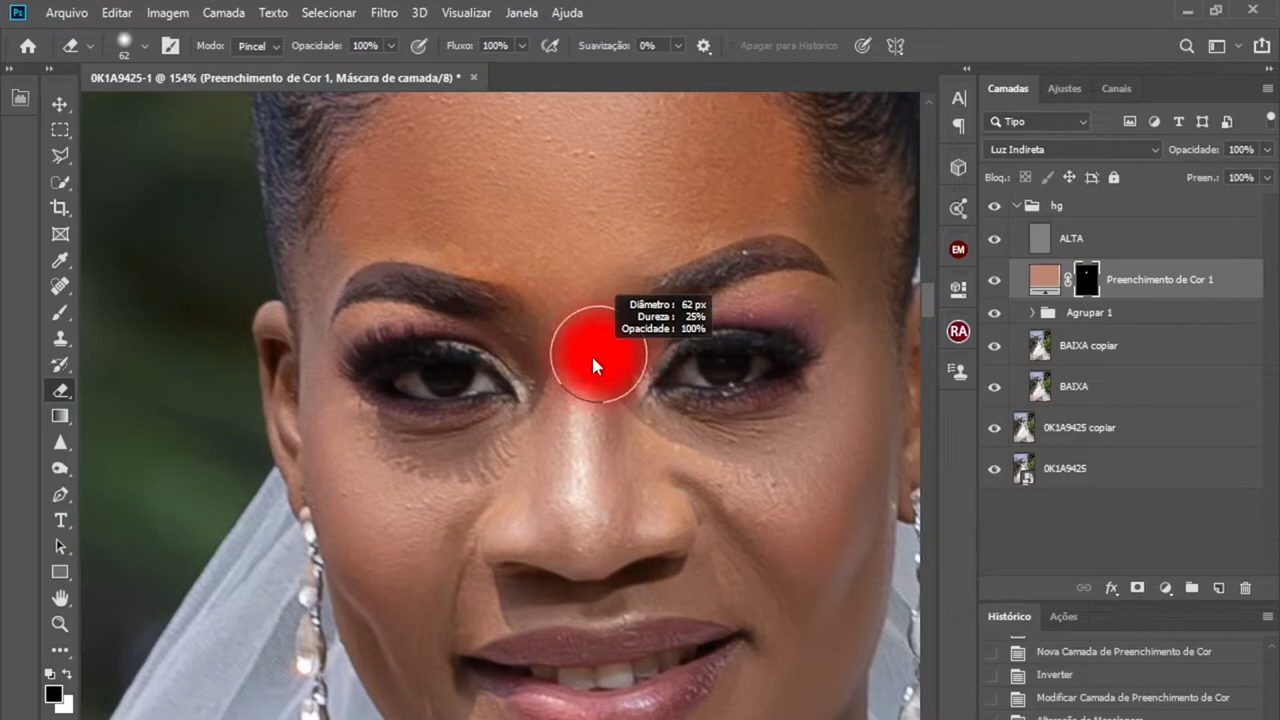 Ps Arquivo Editar Imagem Camada Texto Selecionar Filtro 3D Visualizar Janela Ajuda
62 Modo: Pincel Opacidade: 100% Fluxo: 100% Suavização: 0% Apagar para Histórico
0K1A9425-1 @ 154% (Preenchimento de Cor 1, Máscara de camada/8) *
Camadas Ajustes Canais
Tipo
Luz Indireta Opacidade: 100%
Bloq.: Preen.: 100%
hg
ALTA
Preenchimento de Cor 1
Agrupar 1
BAIXA copiar
BAIXA
0K1A9425 copiar
0K1A9425
EM
RA
Diâmetro : 62 px
Dureza : 25%
Opacidade : 100%
Histórico Ações
Nova Camada de Preenchimento de Cor
Inverter
Modificar Camada de Preenchimento de Cor